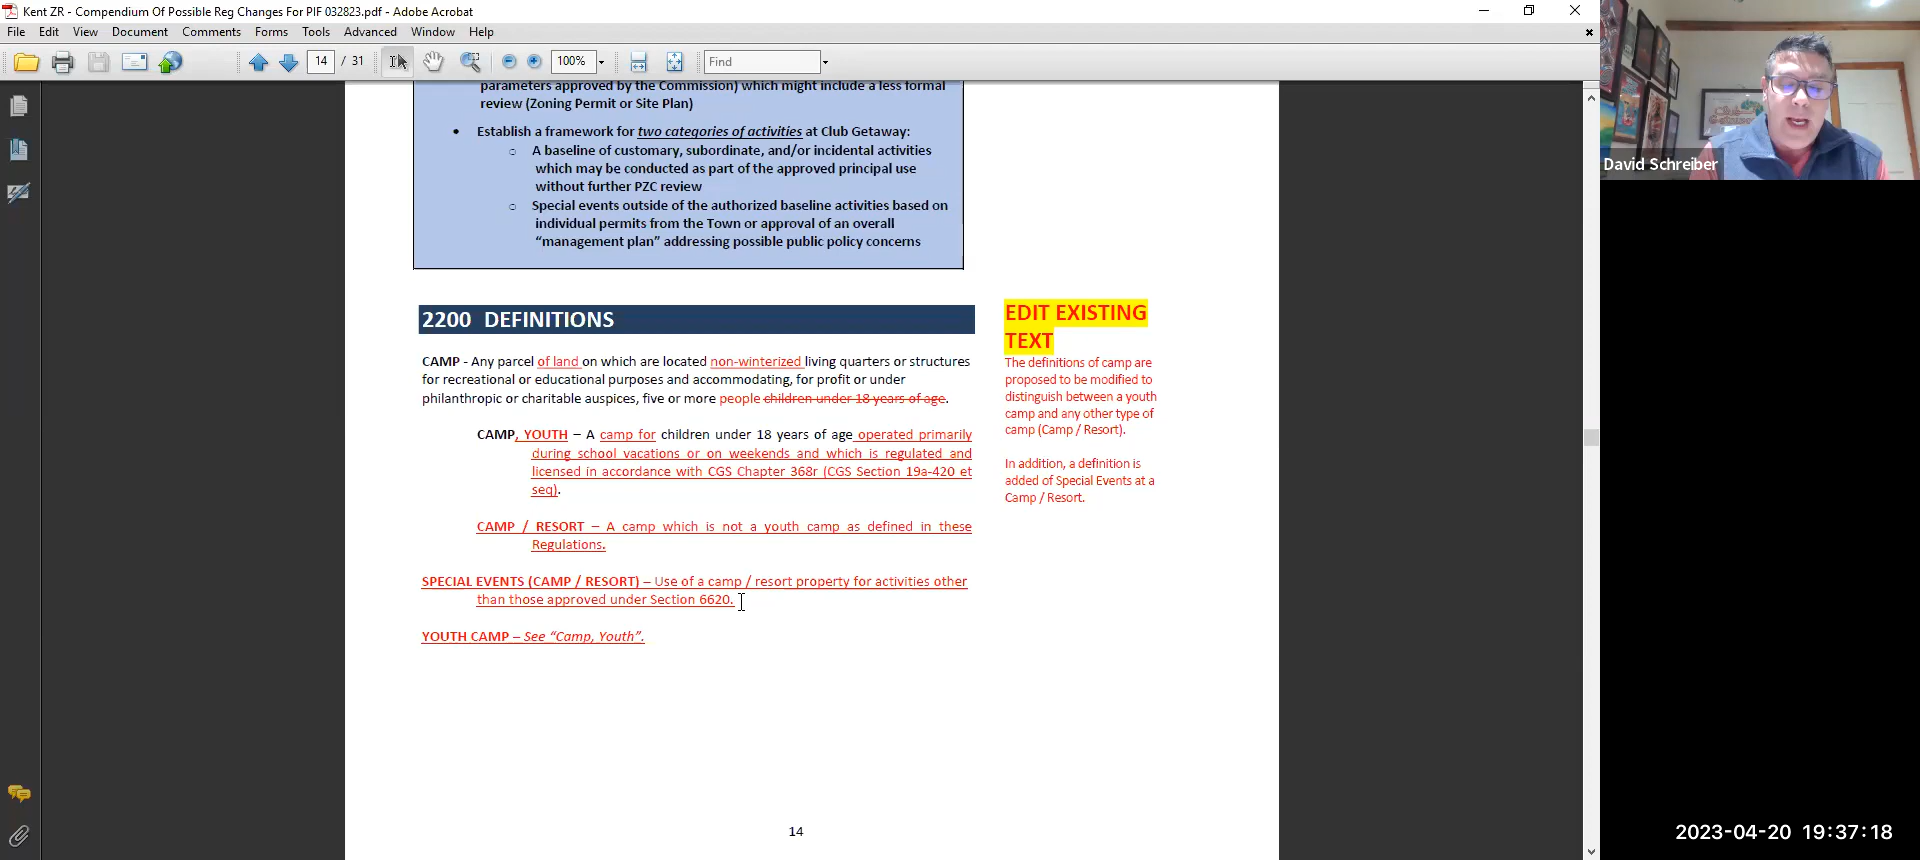 Kent ZR - Compendium Of Possible Reg Changes For PIF 032823.pdf - Adobe Acrobat
File Edit View Document Comments Forms Tools Advanced Window Help
14 / 31 100% Find
parameters approved by the Commission) which might include a less formal
review (Zoning Permit or Site Plan)
• Establish a framework for two categories of activities at Club Getaway:
○ A baseline of customary, subordinate, and/or incidental activities
which may be conducted as part of the approved principal use
without further PZC review
○ Special events outside of the authorized baseline activities based on
individual permits from the Town or approval of an overall
“management plan” addressing possible public policy concerns
2200 DEFINITIONS
CAMP - Any parcel of land on which are located non-winterized living quarters or structures
for recreational or educational purposes and accommodating, for profit or under
philanthropic or charitable auspices, five or more people children under 18 years of age.
CAMP, YOUTH – A camp for children under 18 years of age operated primarily
during school vacations or on weekends and which is regulated and
licensed in accordance with CGS Chapter 368r (CGS Section 19a-420 et
seq).
CAMP / RESORT – A camp which is not a youth camp as defined in these
Regulations.
SPECIAL EVENTS (CAMP / RESORT) – Use of a camp / resort property for activities other
than those approved under Section 6620.
YOUTH CAMP – See “Camp, Youth”.
EDIT EXISTING
TEXT
The definitions of camp are
proposed to be modified to
distinguish between a youth
camp and any other type of
camp (Camp / Resort).
In addition, a definition is
added of Special Events at a
Camp / Resort.
14
David Schreiber
2023-04-20 19:37:18